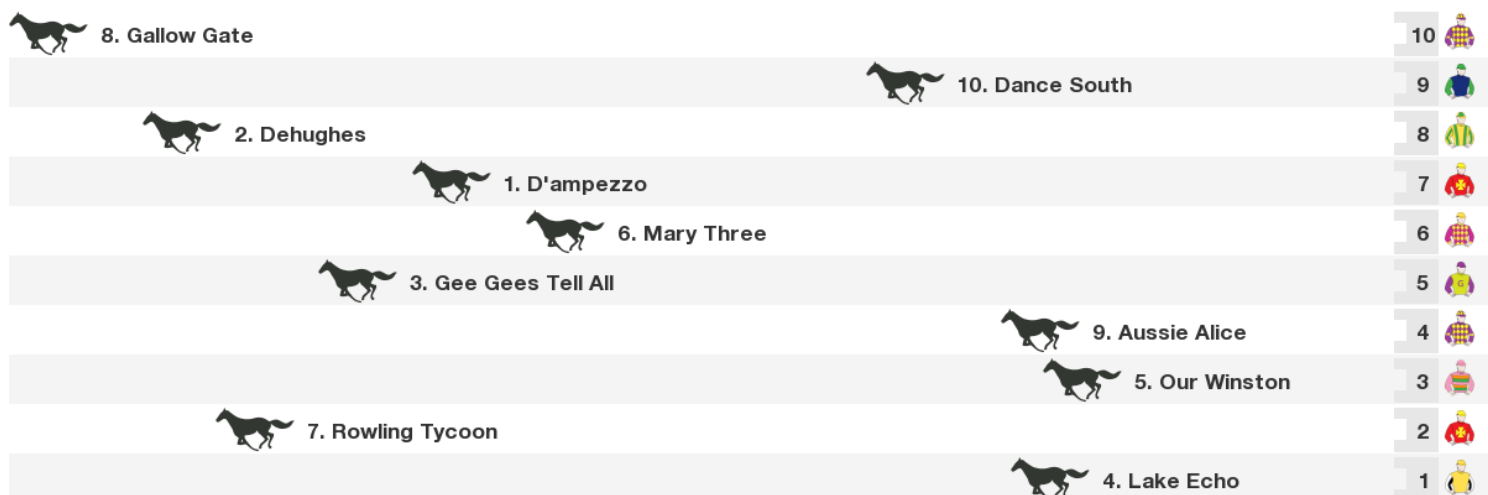 8. Gallow Gate 10
10. Dance South 9
2. Dehughes 8
1. D'ampezzo 7
6. Mary Three 6
3. Gee Gees Tell All 5 G
9. Aussie Alice 4
5. Our Winston 3
7. Rowling Tycoon 2
4. Lake Echo 1